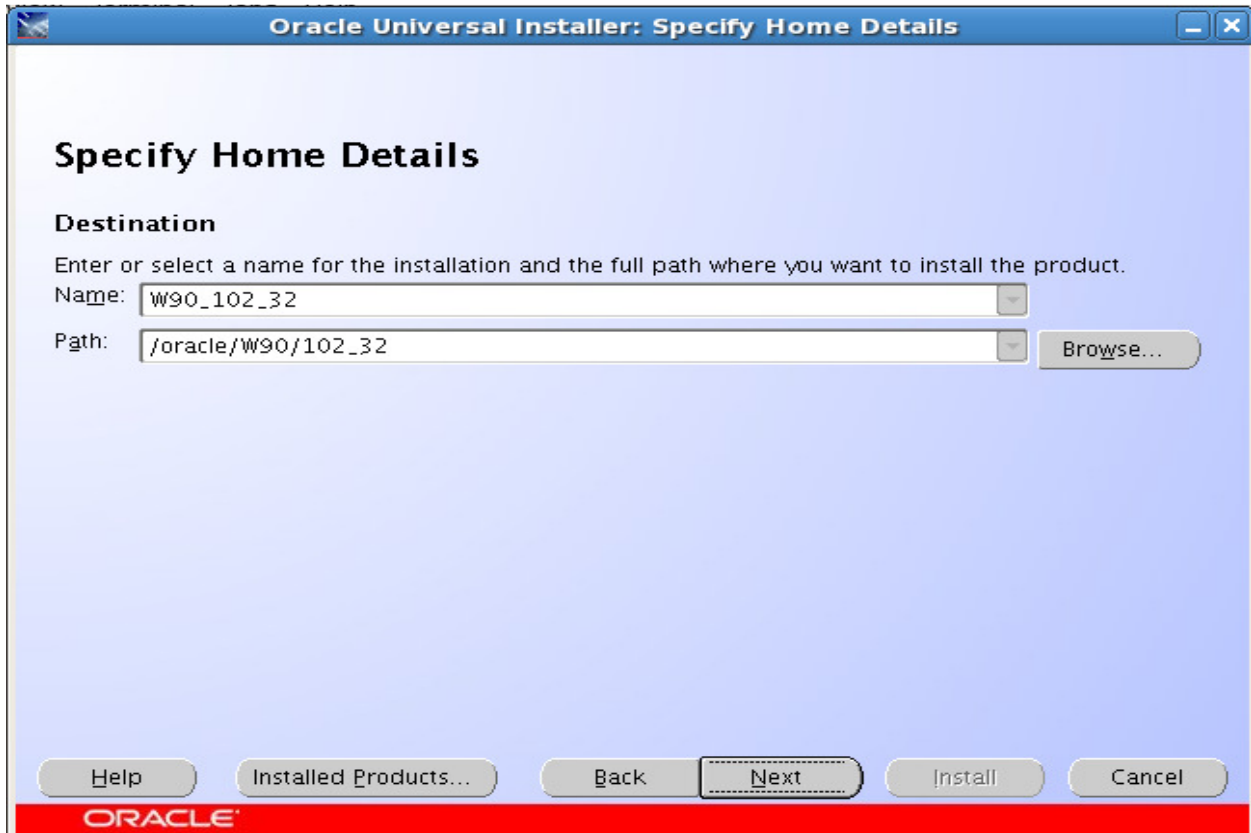 Oracle Universal Installer: Specify Home Details
Specify Home Details
Destination
Enter or select a name for the installation and the full path where you want to install the product.
Name: W90_102_32
Path: /oracle/W90/102_32 Browse...
Help Installed Products... Back Next Install Cancel
ORACLE